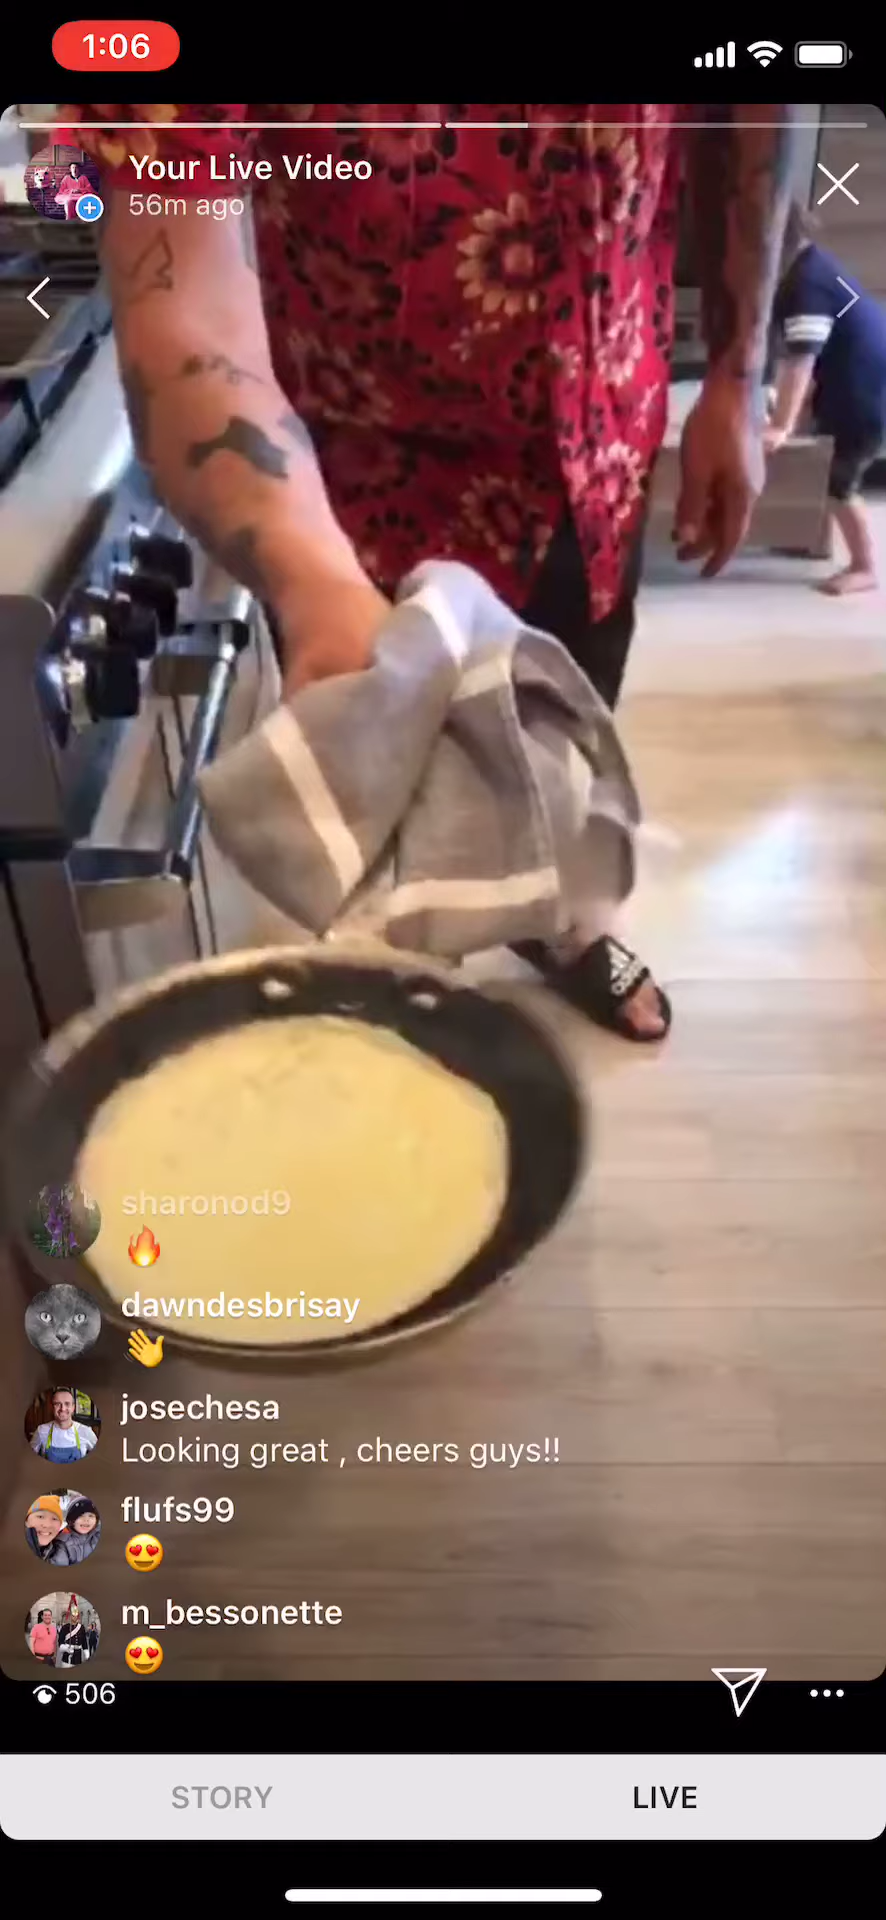 1:06
Your Live Video
56m ago
adidas
sharonod9
🔥
dawndesbrisay
👋
josechesa
Looking great , cheers guys!!
flufs99
😍
m_bessonette
😍
506
STORY
LIVE